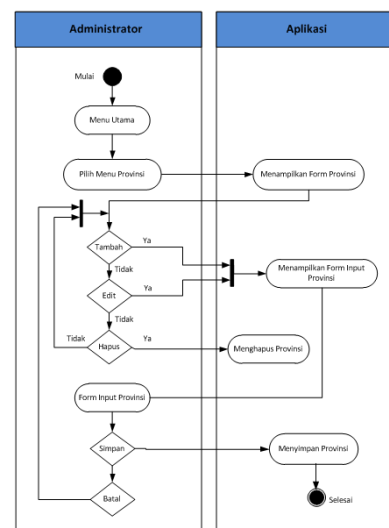 Administrator
Aplikasi
Mulai
Menu Utama
Pilih Menu Provinsi
Menampilkan Form Provinsi
Tambah
Ya
Tidak
Menampilkan Form Input
Provinsi
Edit
Ya
Tidak
Tidak
Hapus
Ya
Menghapus Provinsi
Form Input Provinsi
Simpan
Menyimpan Provinsi
Batal
Selesai